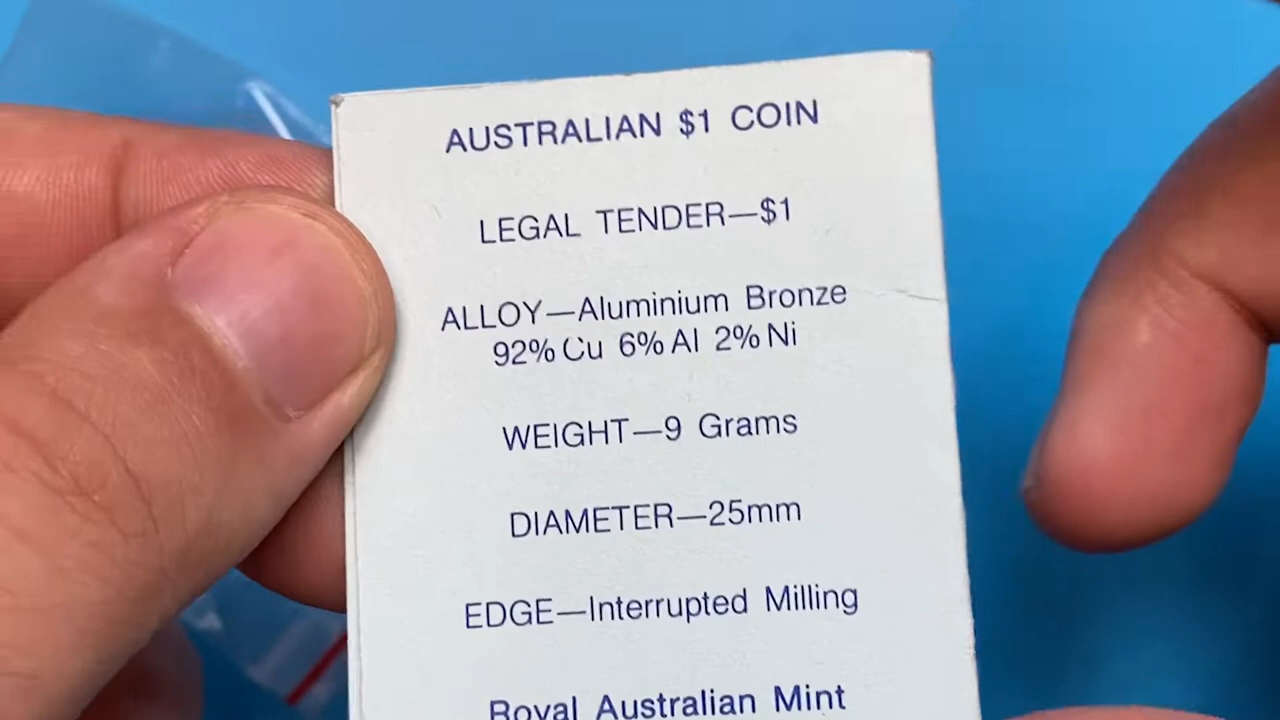 AUSTRALIAN $1 COIN
LEGAL TENDER—$1
ALLOY—Aluminium Bronze
92% Cu 6% Al 2% Ni
WEIGHT—9 Grams
DIAMETER—25mm
EDGE—Interrupted Milling
Royal Australian Mint